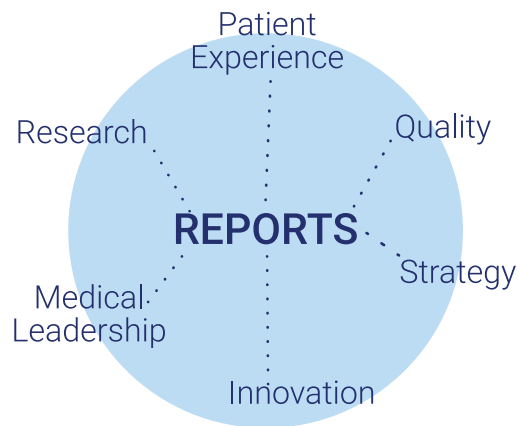 Patient
Experience
Research
Quality
REPORTS
Strategy
Medical
Leadership
Innovation